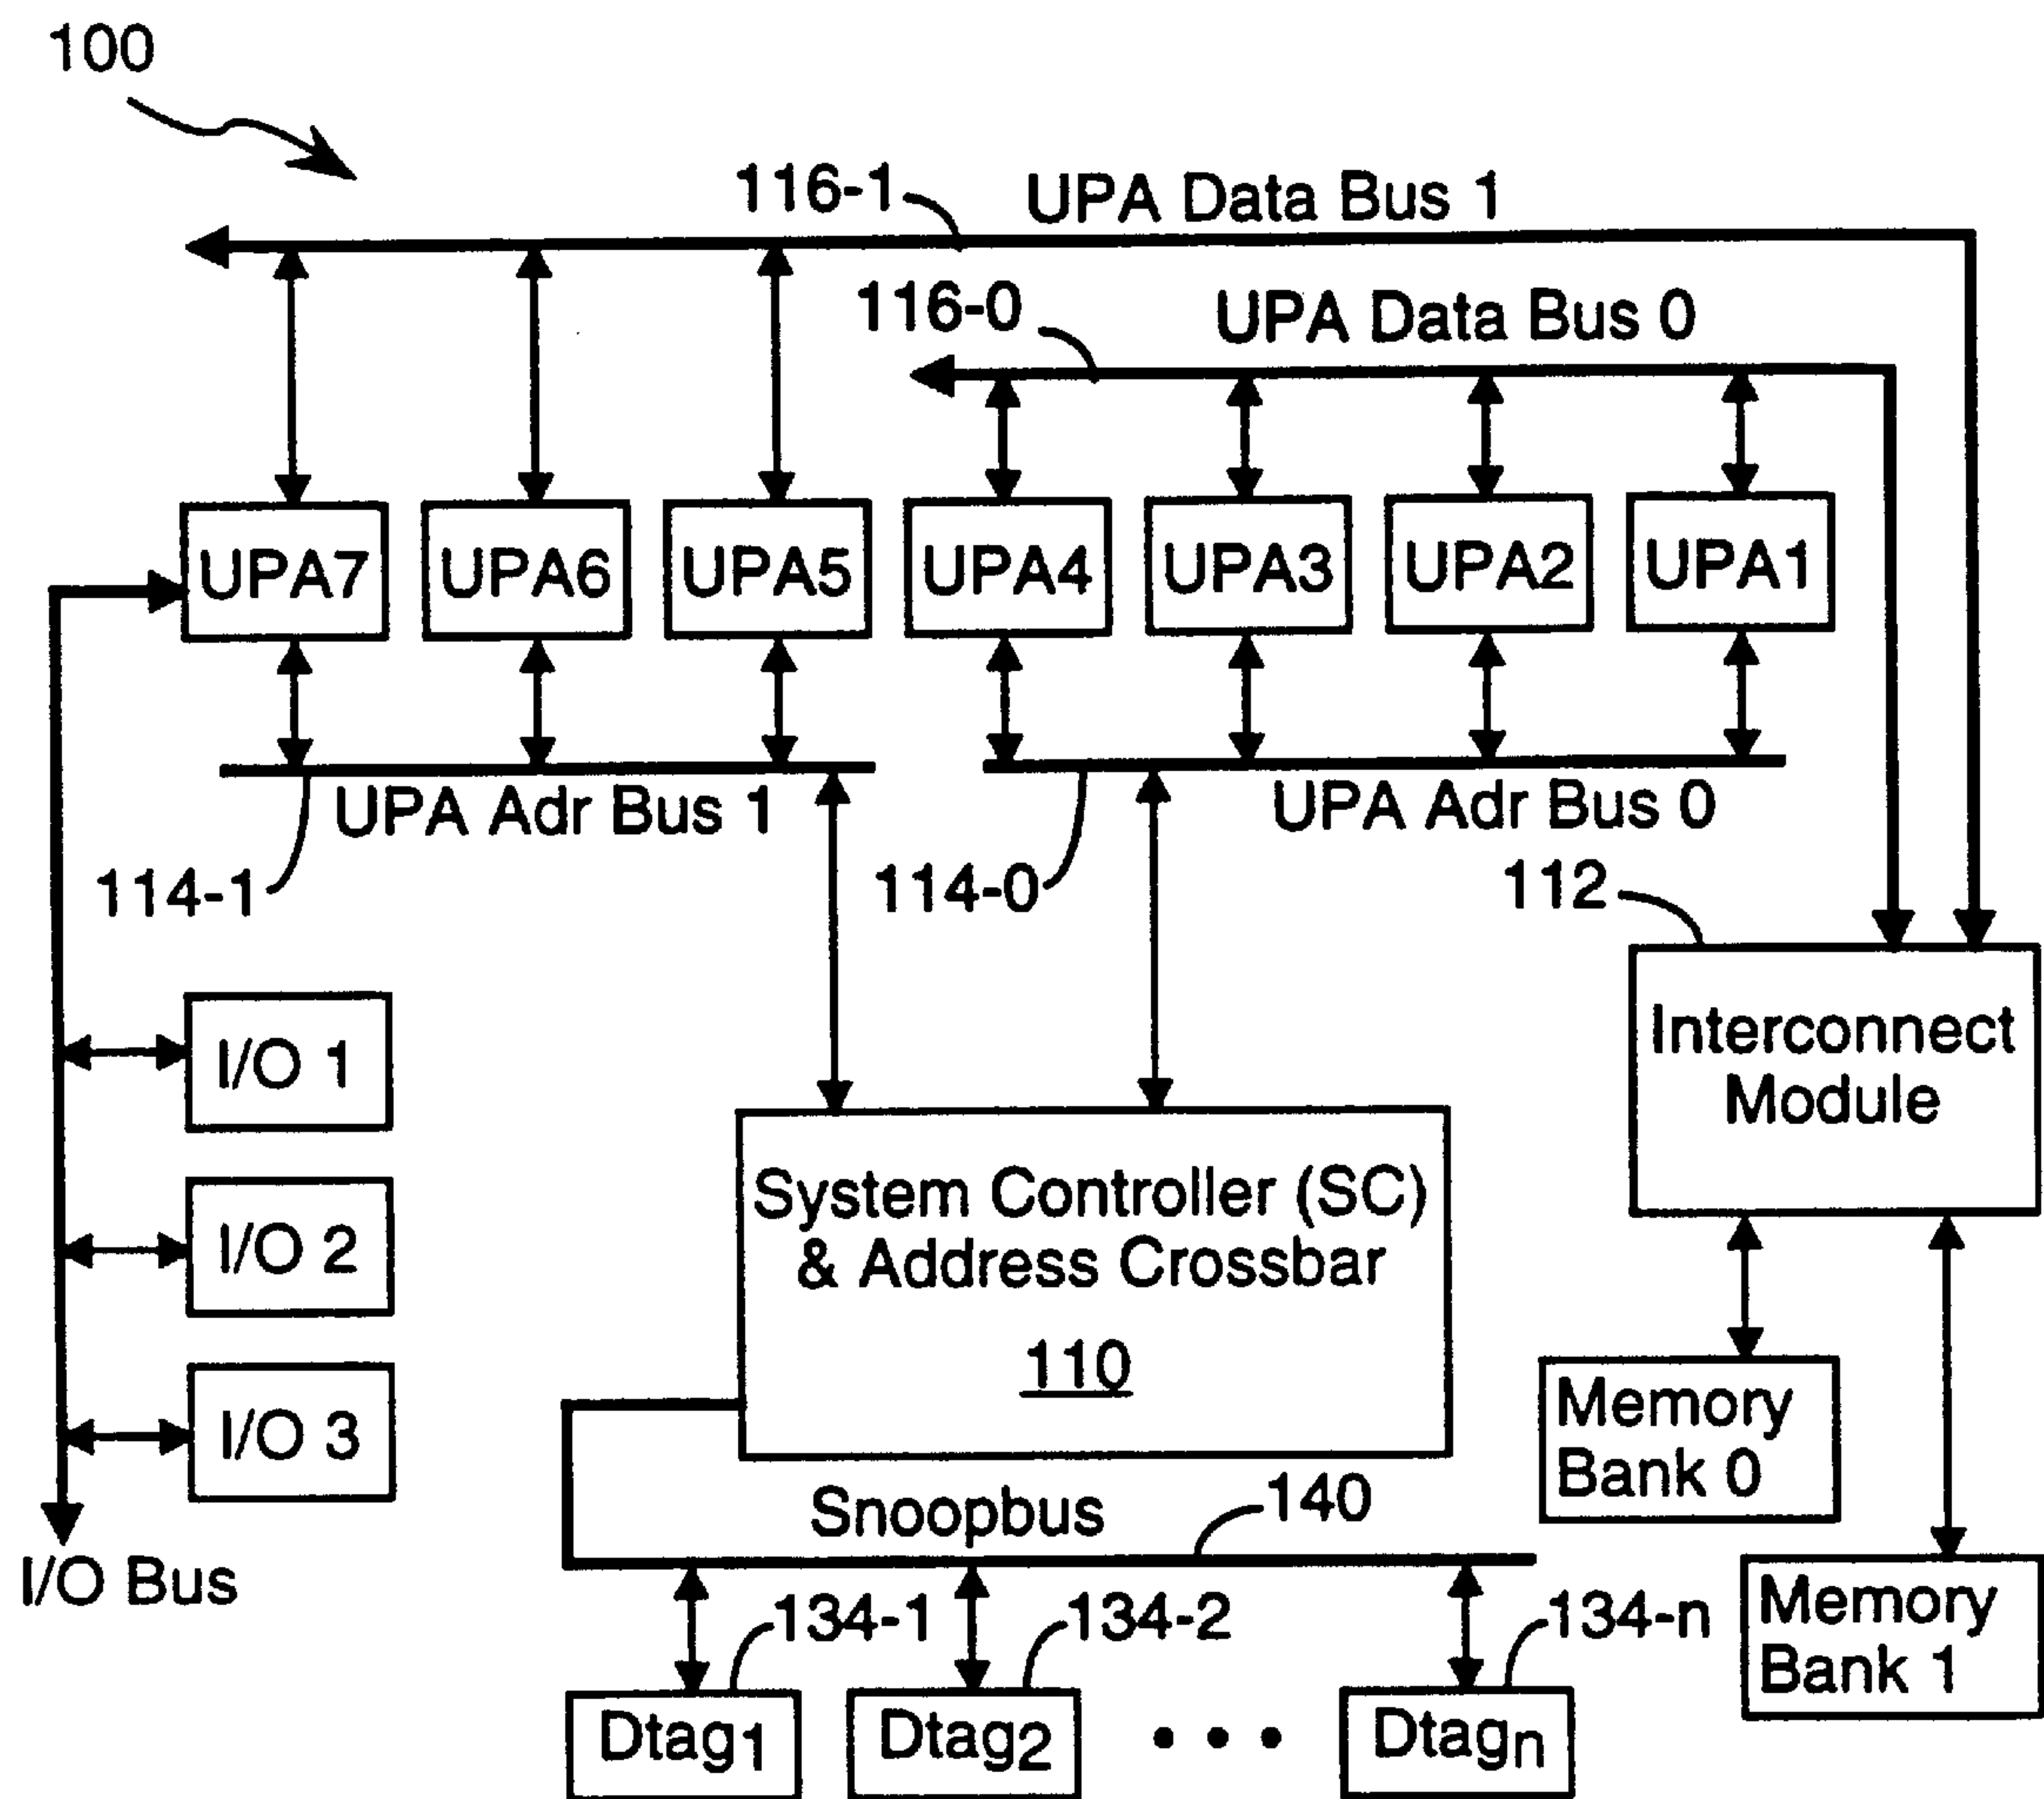 100
116-1
UPA Data Bus 1
116-0
UPA Data Bus 0
UPA7
UPA6
UPA5
UPA4
UPA3
UPA2
UPA1
UPA Adr Bus 1
UPA Adr Bus 0
114-1
114-0
112
Interconnect
Module
I/O 1
System Controller (SC)
& Address Crossbar
110
I/O 2
I/O 3
Memory
Bank 0
Snoopbus
140
I/O Bus
134-1
134-2
134-n
Memory
Bank 1
Dtag1
Dtag2
• • •
Dtagn